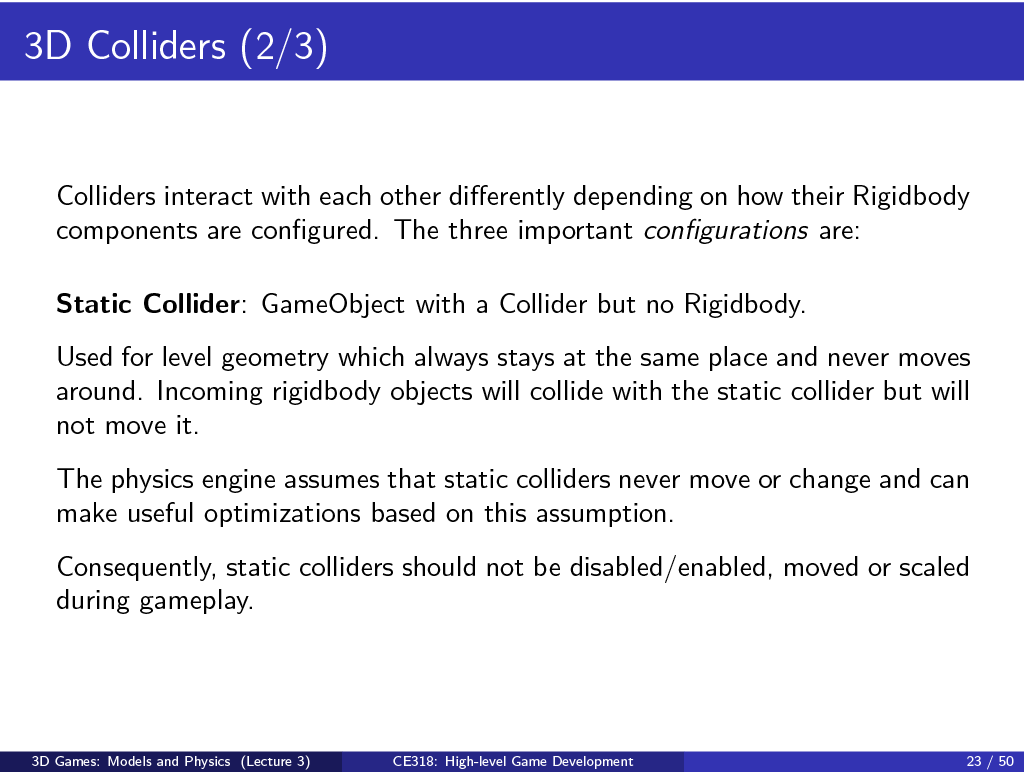 3D Colliders (2/3)
Colliders interact with each other differently depending on how their Rigidbody
components are configured. The three important configurations are:
Static Collider: GameObject with a Collider but no Rigidbody.
Used for level geometry which always stays at the same place and never moves
around. Incoming rigidbody objects will collide with the static collider but will
not move it.
The physics engine assumes that static colliders never move or change and can
make useful optimizations based on this assumption.
Consequently, static colliders should not be disabled/enabled, moved or scaled
during gameplay.
3D Games: Models and Physics (Lecture 3) CE318: High-level Game Development 23 / 50